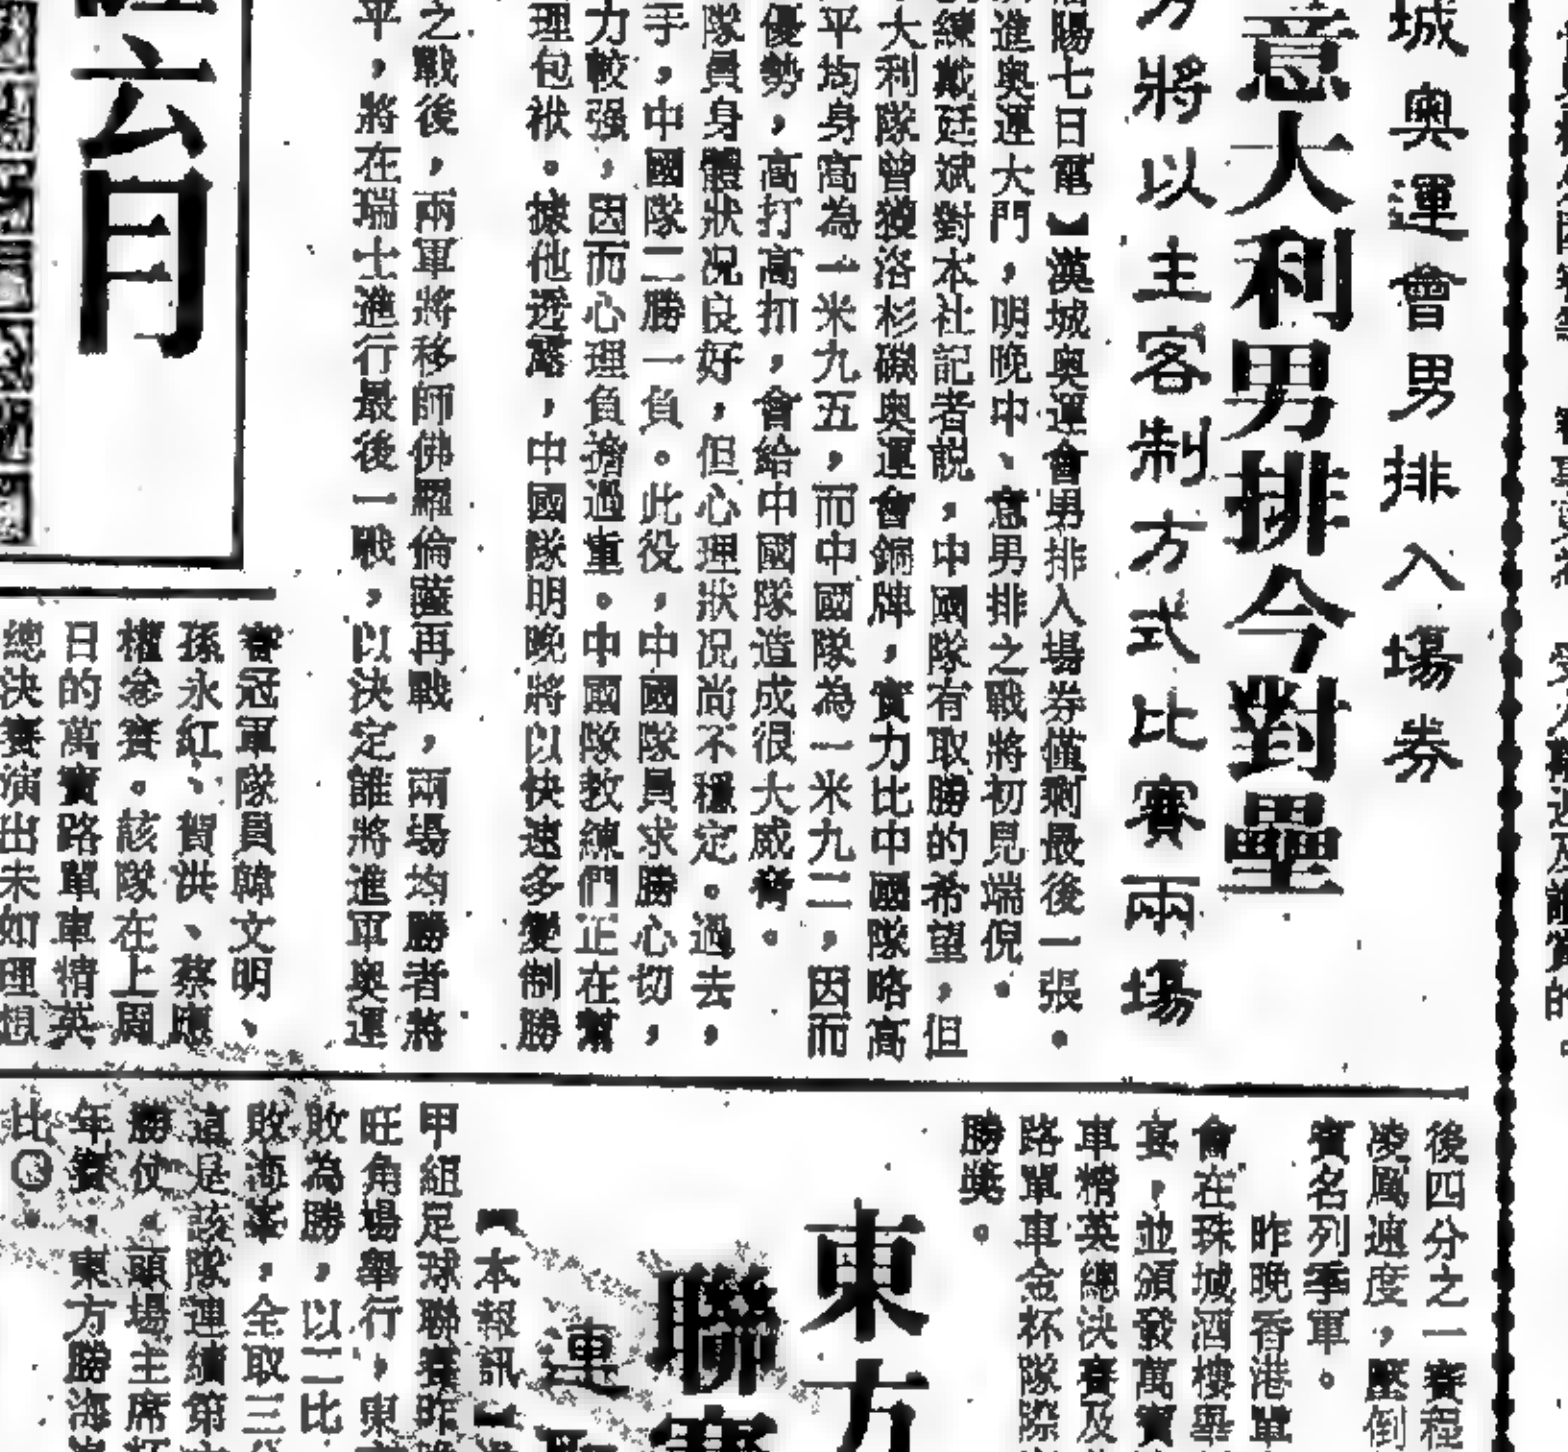 城奧運會男排入場券
意大利男排今對壘
方將以主客制方式比賽兩場
陽七日電】漢城奧運會男排入場券僅剩最後一張。
進奧運大門，明晚中、意男排之戰將初見端倪。
練戴廷斌對本社記者說，中國隊有取勝的希望，但
大利隊曾獲洛杉磯奧運會銅牌，實力比中國隊略高
平均身高為一米九五，而中國隊為一米九二，因而
優勢，高打高扣，會給中國隊造成很大威脅。
隊員身體狀況良好，但心理狀況尚不穩定。過去，
手，中國隊二勝一負。此役，中國隊員求勝心切，
力較强，因而心理負擔過重。中國隊教練們正在幫
理包袱。據他透露，中國隊明晚將以快速多變制勝
之戰後，兩軍將移師佛羅倫薩再戰，兩場均勝者將
平，將在瑞士進行最後一戰，以決定誰將進軍奧運
賽冠軍隊員韓文明、
孫永紅、賀洪、蔡應
權參賽。該隊在上周
日的萬寶路單車精英
總決賽演出未如理想
後四分之一賽程
凌風速度，壓倒
賓名列季軍。
昨晚香港單
會在珠城酒樓畢
宴，並頒發萬寶
車精英總決賽及
路單車金杯隊際
勝獎。
東方
聯賽
連
【本報訊】
甲組足球聯賽昨
旺角場舉行，東
敗為勝，以三比
敗海峯，全取三
這是該隊連續第
勝仗。頭場主席
年賽，東方勝海
比◎。